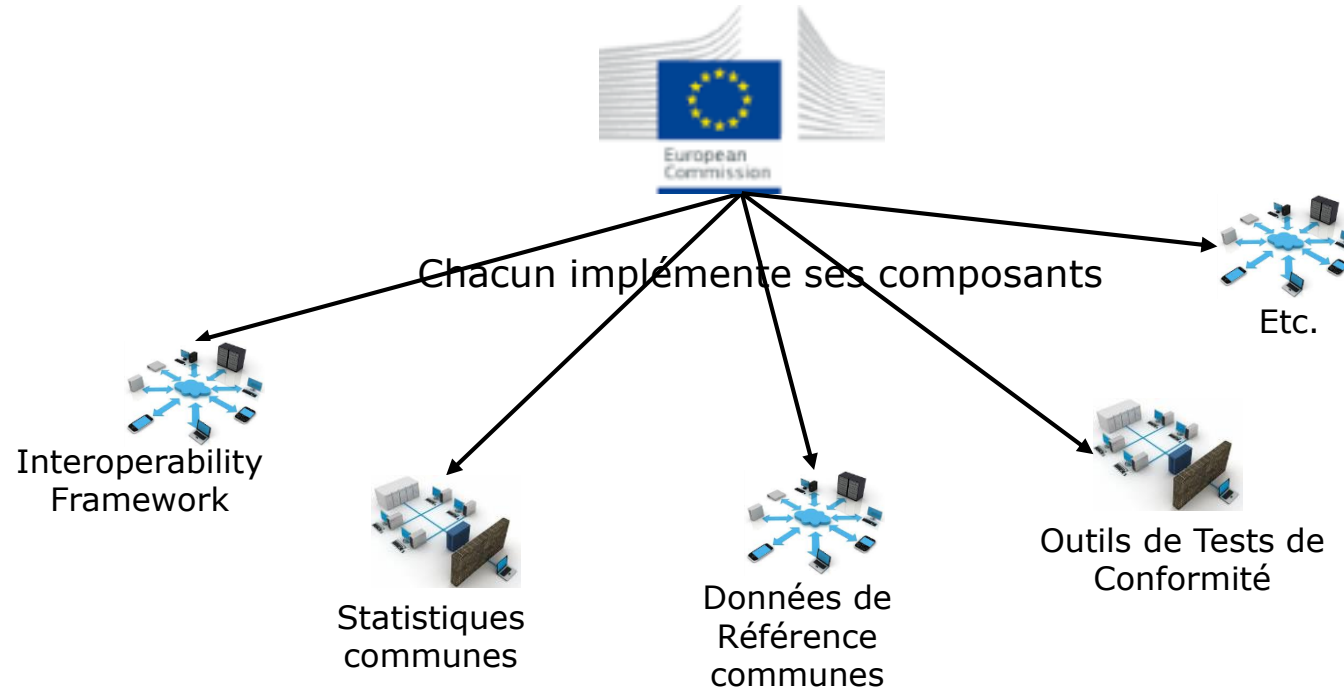 European
Commission
Chacun implémente ses composants
Etc.
Interoperability
Framework
Outils de Tests de
Conformité
Statistiques
communes
Données de
Référence
communes